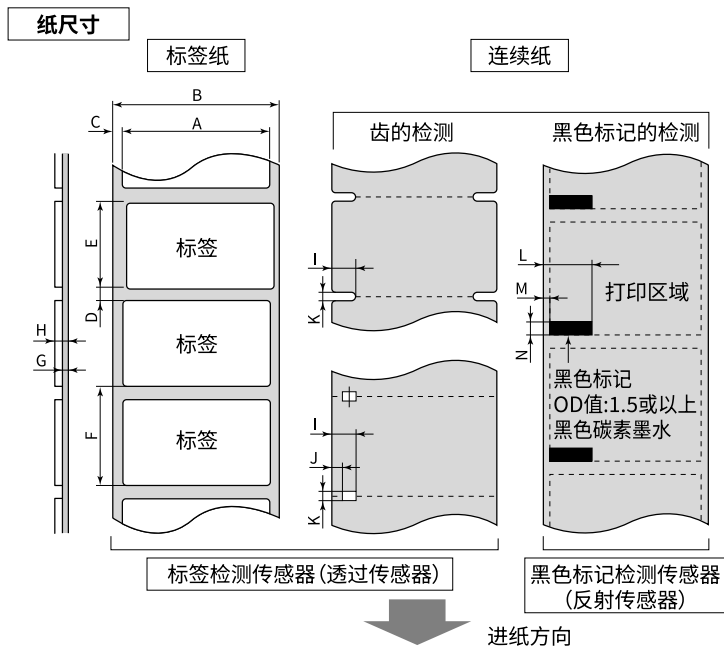 纸尺寸
标签纸
连续纸
B
C
A
齿的检测
黑色标记的检测
E
标签
I
L
打印区域
M
D
K
H
标签
N
G
黑色标记
OD值:1.5或以上
黑色碳素墨水
F
标签
I
J
K
标签检测传感器(透过传感器)
黑色标记检测传感器
(反射传感器)
进纸方向